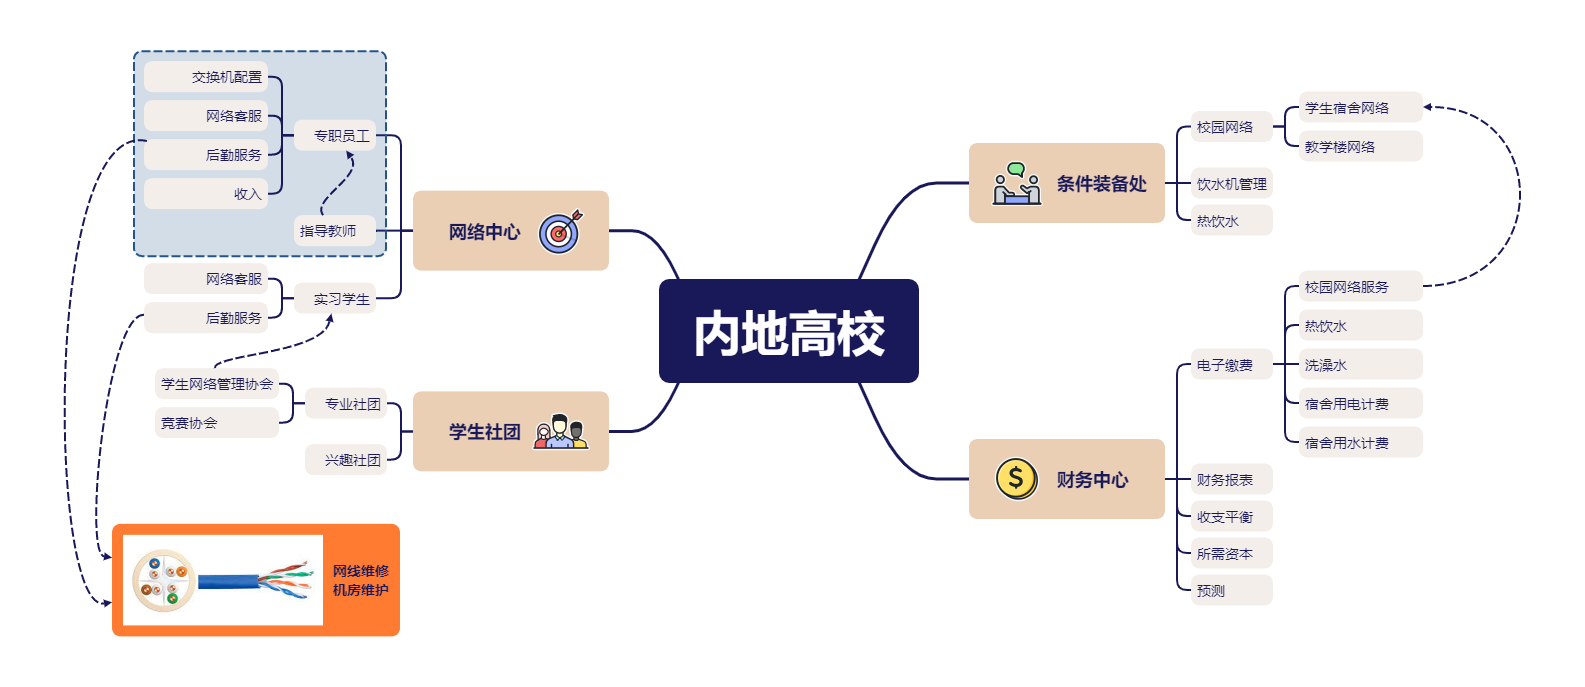 内地高校
网络中心
专职员工
交换机配置
网络客服
后勤服务
收入
指导教师
实习学生
网络客服
后勤服务
学生社团
专业社团
学生网络管理协会
竞赛协会
兴趣社团
网线维修
机房维护
条件装备处
校园网络
学生宿舍网络
教学楼网络
饮水机管理
热饮水
财务中心
电子缴费
校园网络服务
热饮水
洗澡水
宿舍用电计费
宿舍用水计费
财务报表
收支平衡
所需资本
预测